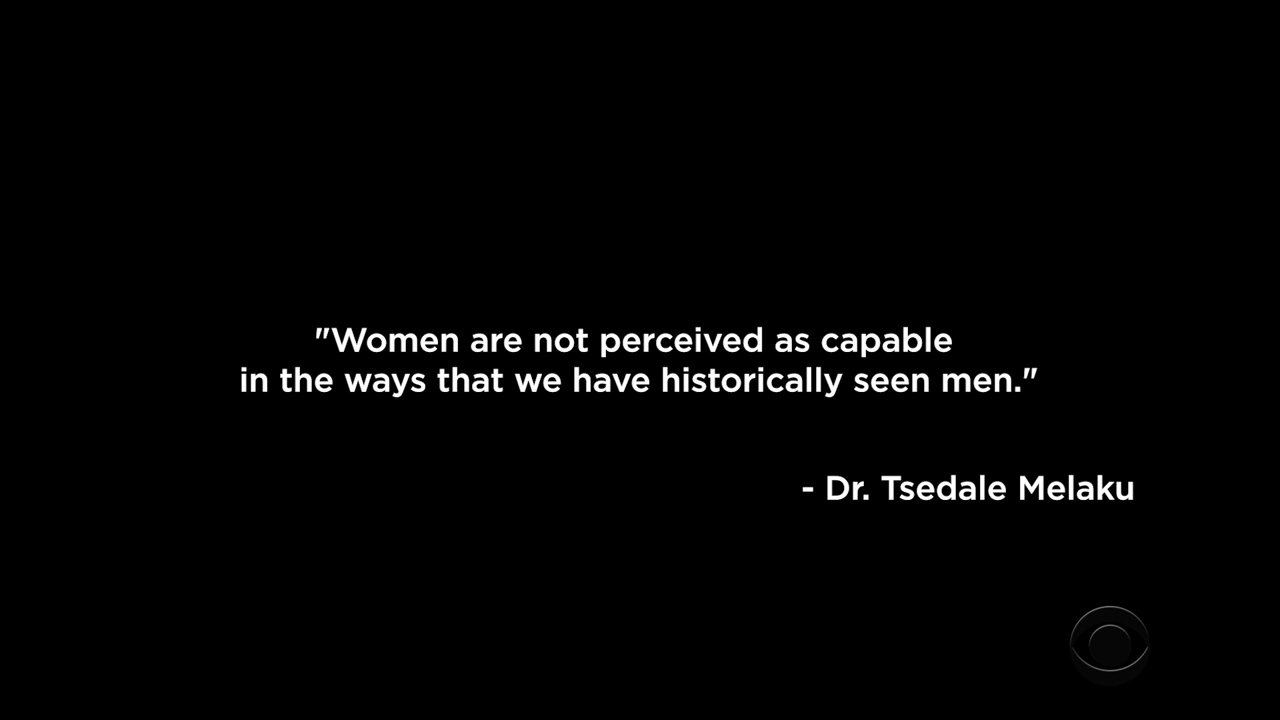 "Women are not perceived as capable
in the ways that we have historically seen men."
- Dr. Tsedale Melaku